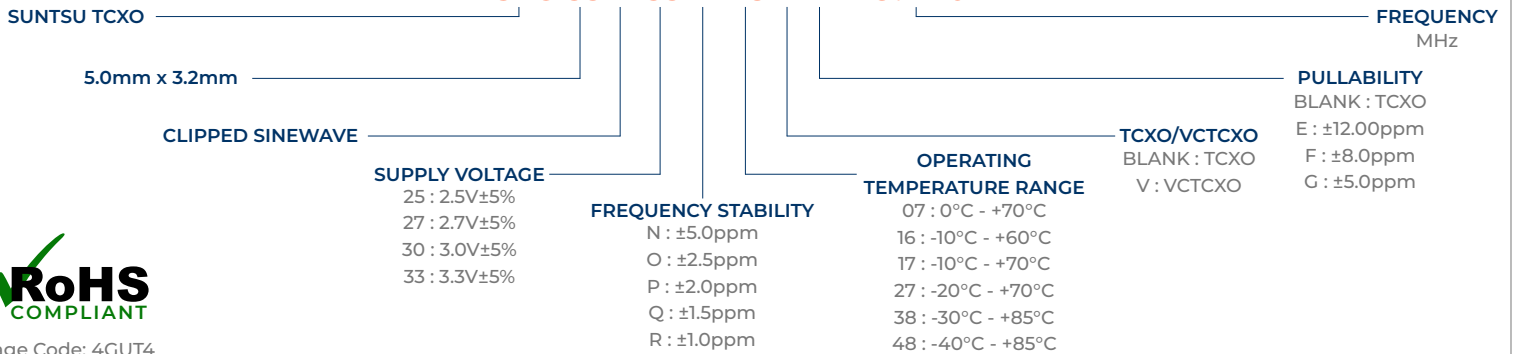 SUNTSU TCXO
FREQUENCY
MHz
5.0mm x 3.2mm
PULLABILITY
BLANK : TCXO
E : ±12.00ppm
F : ±8.0ppm
G : ±5.0ppm
CLIPPED SINEWAVE
TCXO/VCTCXO
BLANK : TCXO
V : VCTCXO
SUPPLY VOLTAGE
25 : 2.5V±5%
27 : 2.7V±5%
30 : 3.0V±5%
33 : 3.3V±5%
OPERATING
TEMPERATURE RANGE
07 : 0°C - +70°C
16 : -10°C - +60°C
17 : -10°C - +70°C
27 : -20°C - +70°C
38 : -30°C - +85°C
48 : -40°C - +85°C
FREQUENCY STABILITY
N : ±5.0ppm
O : ±2.5ppm
P : ±2.0ppm
Q : ±1.5ppm
R : ±1.0ppm
RoHS
COMPLIANT
Code: 4GUT4